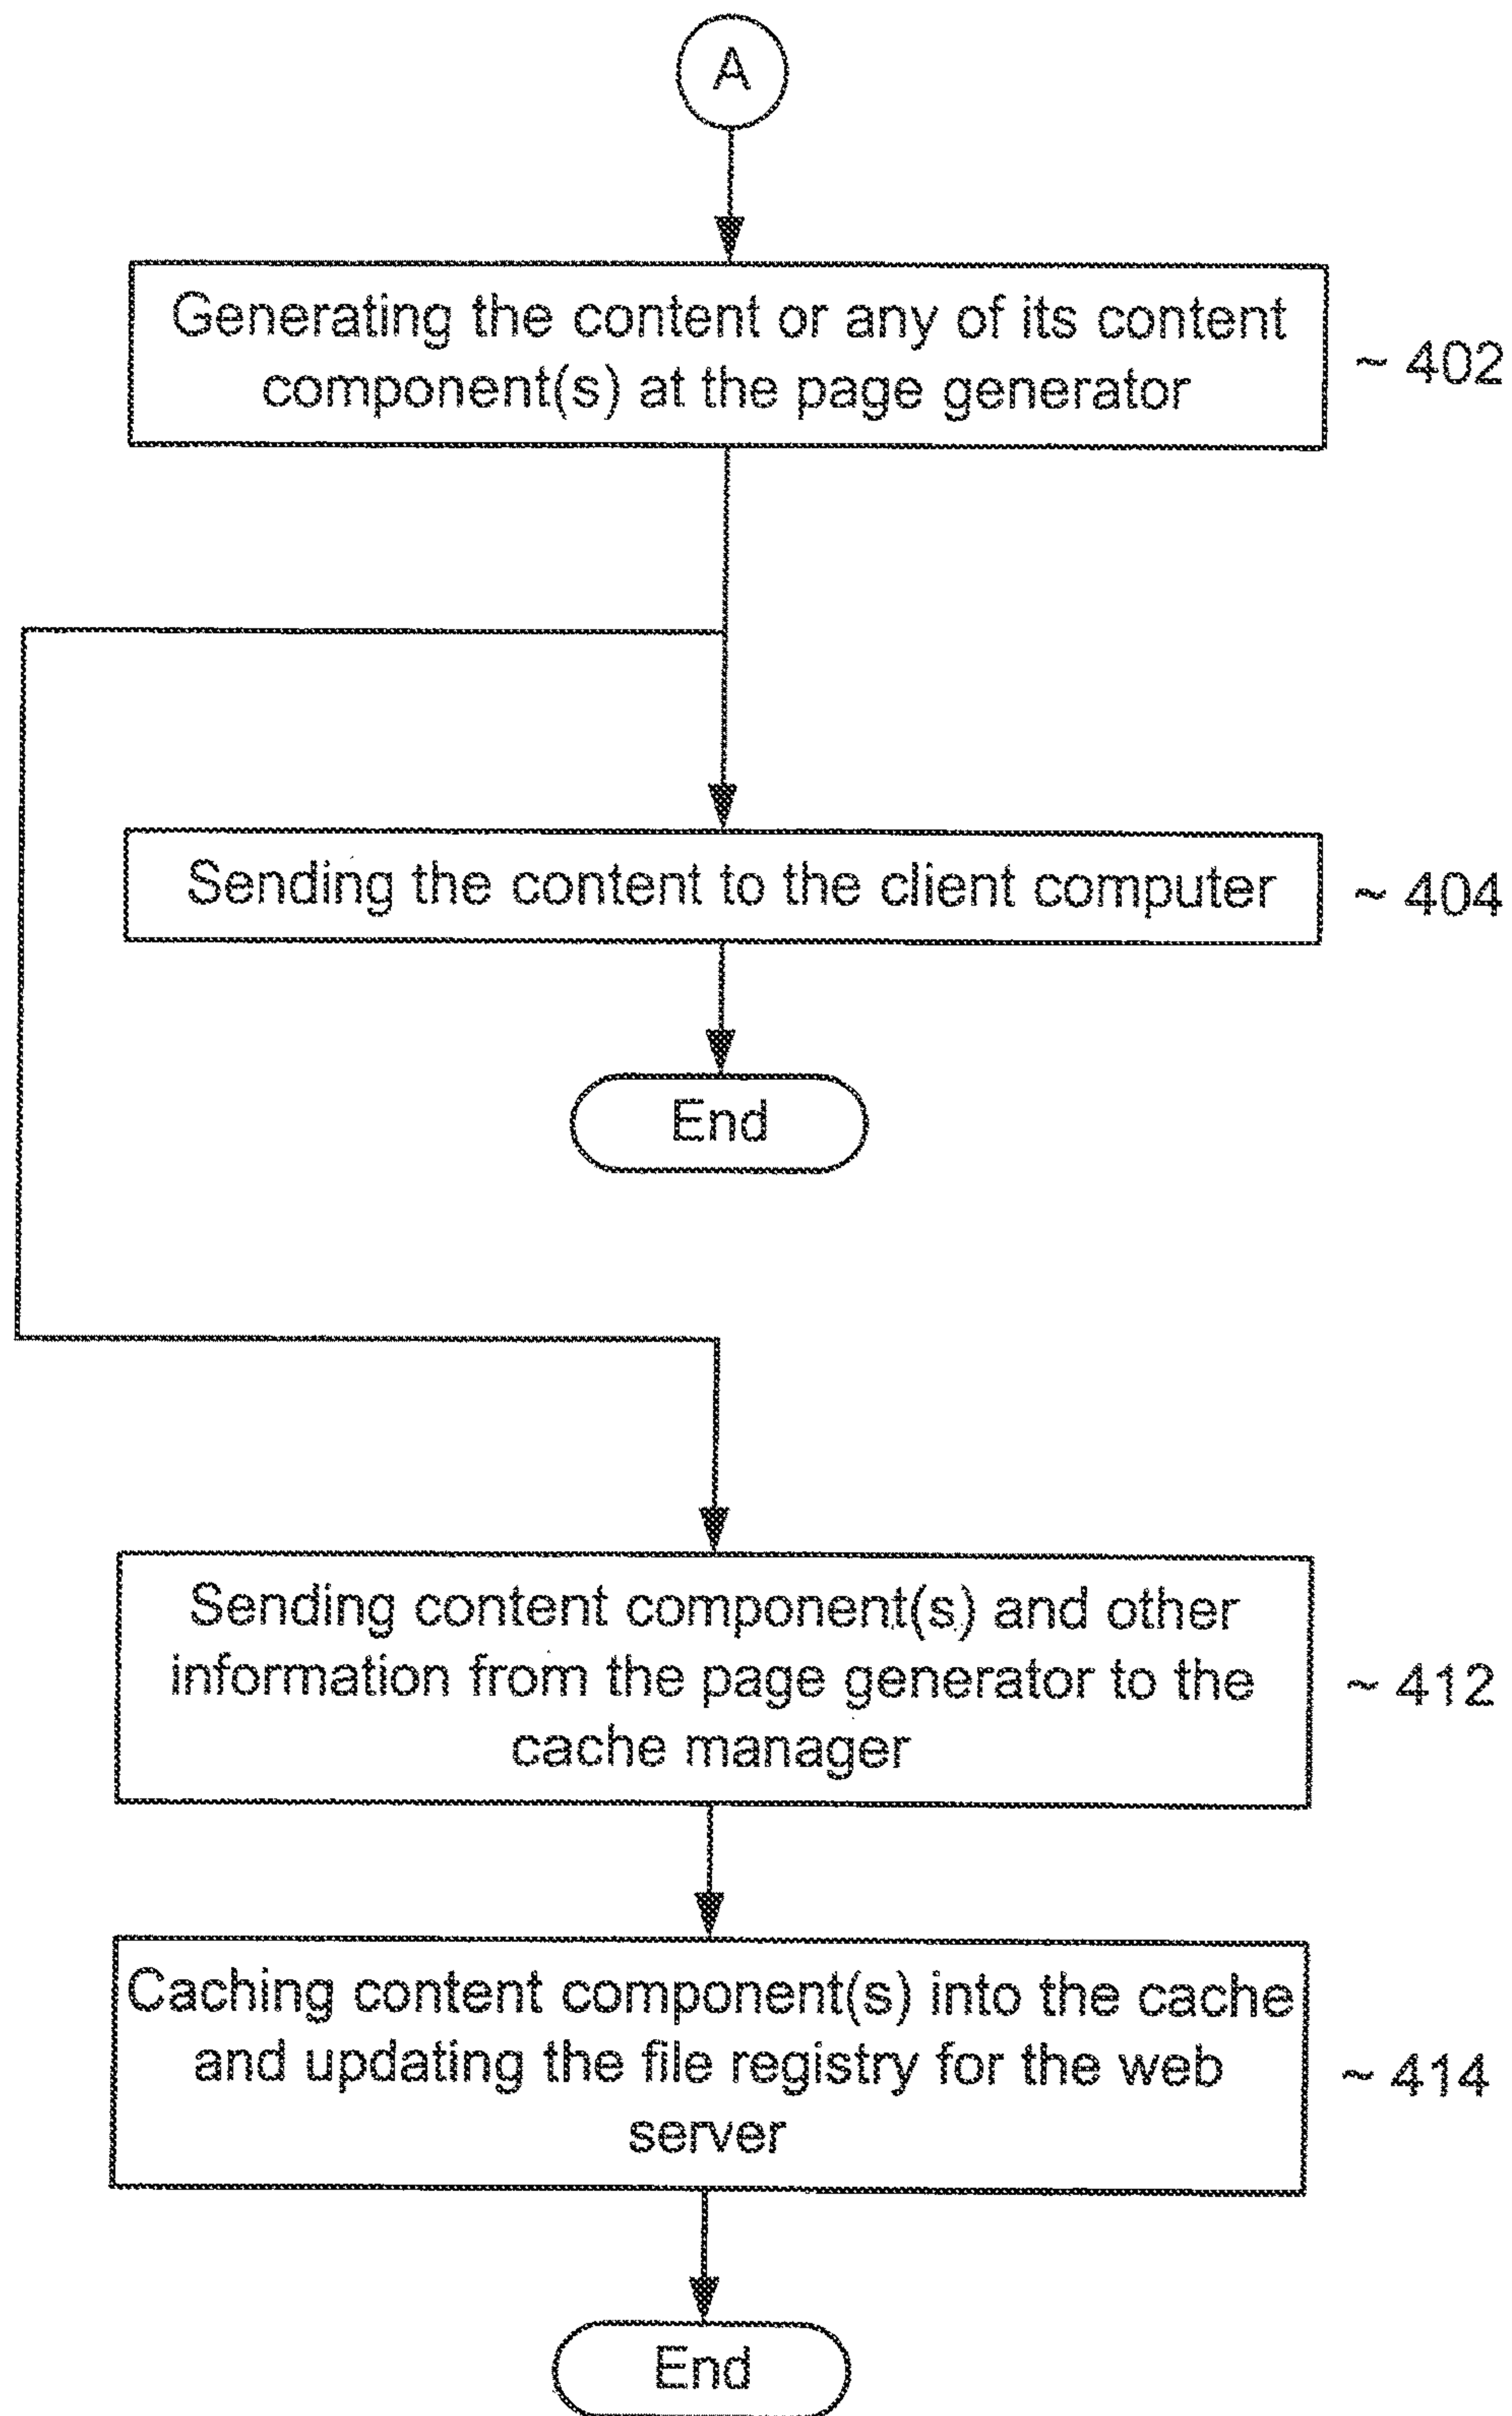 A
Generating the content or any of its content
component(s) at the page generator
~ 402
Sending the content to the client computer
~ 404
End
Sending content component(s) and other
information from the page generator to the
cache manager
~ 412
Caching content component(s) into the cache
and updating the file registry for the web
server
~ 414
End